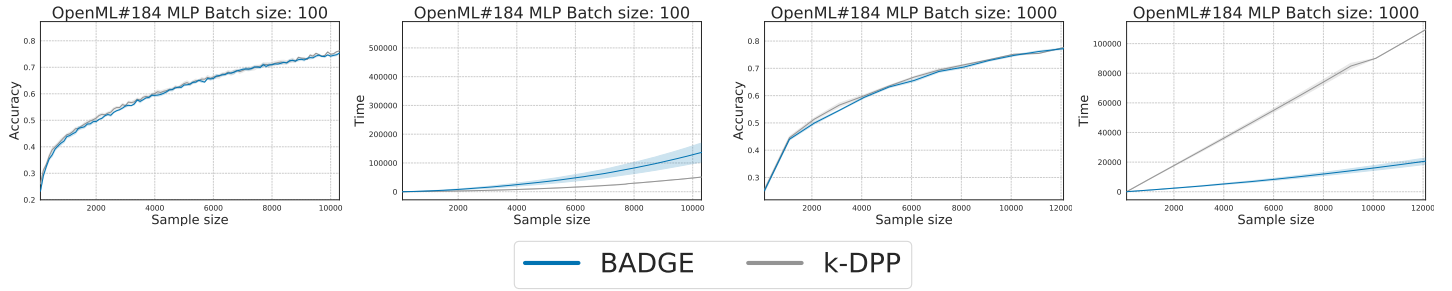 OpenML#184 MLP Batch size: 100
Accuracy
0.8
0.7
0.6
0.5
0.4
0.3
0.2
2000 4000 6000 8000 10000
Sample size
OpenML#184 MLP Batch size: 100
Time
500000
400000
300000
200000
100000
0
2000 4000 6000 8000 10000
Sample size
OpenML#184 MLP Batch size: 1000
Accuracy
0.8
0.7
0.6
0.5
0.4
0.3
2000 4000 6000 8000 10000 12000
Sample size
OpenML#184 MLP Batch size: 1000
Time
100000
80000
60000
40000
20000
0
2000 4000 6000 8000 10000 12000
Sample size
BADGE k-DPP